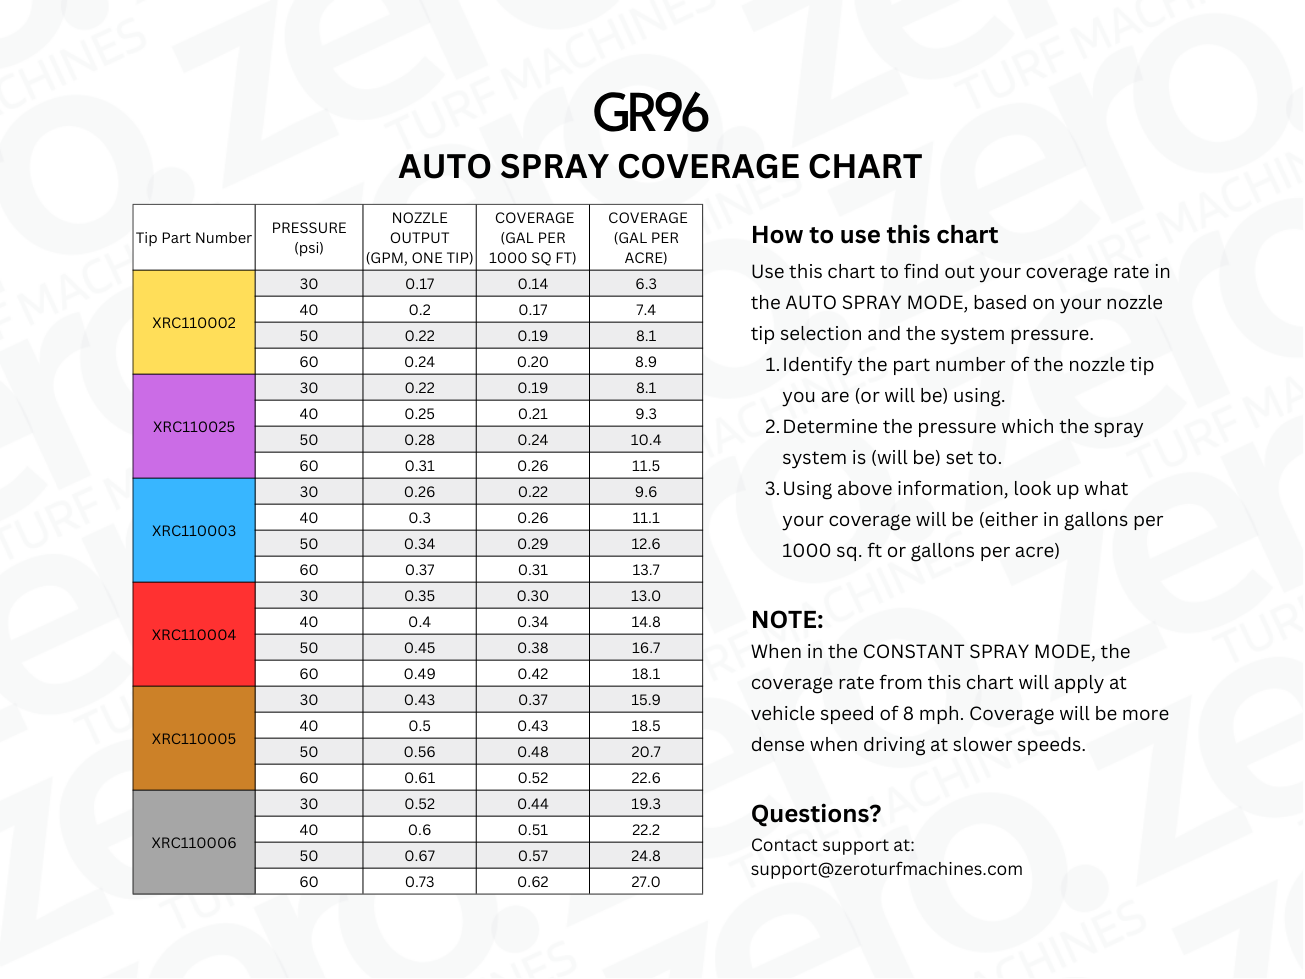 GR96
AUTO SPRAY COVERAGE CHART
Tip Part Number PRESSURE (psi) NOZZLE OUTPUT (GPM, ONE TIP) COVERAGE (GAL PER 1000 SQ FT) COVERAGE (GAL PER ACRE)
XRC110002
30 0.17 0.14 6.3
40 0.2 0.17 7.4
50 0.22 0.19 8.1
60 0.24 0.20 8.9
XRC110025
30 0.22 0.19 8.1
40 0.25 0.21 9.3
50 0.28 0.24 10.4
60 0.31 0.26 11.5
XRC110003
30 0.26 0.22 9.6
40 0.3 0.26 11.1
50 0.34 0.29 12.6
60 0.37 0.31 13.7
XRC110004
30 0.35 0.30 13.0
40 0.4 0.34 14.8
50 0.45 0.38 16.7
60 0.49 0.42 18.1
XRC110005
30 0.43 0.37 15.9
40 0.5 0.43 18.5
50 0.56 0.48 20.7
60 0.61 0.52 22.6
XRC110006
30 0.52 0.44 19.3
40 0.6 0.51 22.2
50 0.67 0.57 24.8
60 0.73 0.62 27.0
How to use this chart
Use this chart to find out your coverage rate in
the AUTO SPRAY MODE, based on your nozzle
tip selection and the system pressure.
1. Identify the part number of the nozzle tip
you are (or will be) using.
2. Determine the pressure which the spray
system is (will be) set to.
3. Using above information, look up what
your coverage will be (either in gallons per
1000 sq. ft or gallons per acre)
NOTE:
When in the CONSTANT SPRAY MODE, the
coverage rate from this chart will apply at
vehicle speed of 8 mph. Coverage will be more
dense when driving at slower speeds.
Questions?
Contact support at:
support@zeroturfmachines.com
zero.
TURF MACHINES